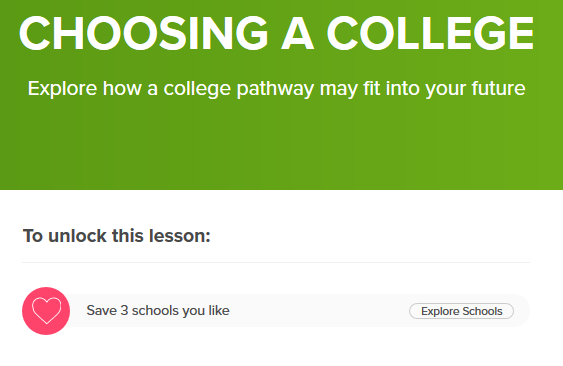 CHOOSING A COLLEGE
Explore how a college pathway may fit into your future
To unlock this lesson:
Save 3 schools you like
Explore Schools